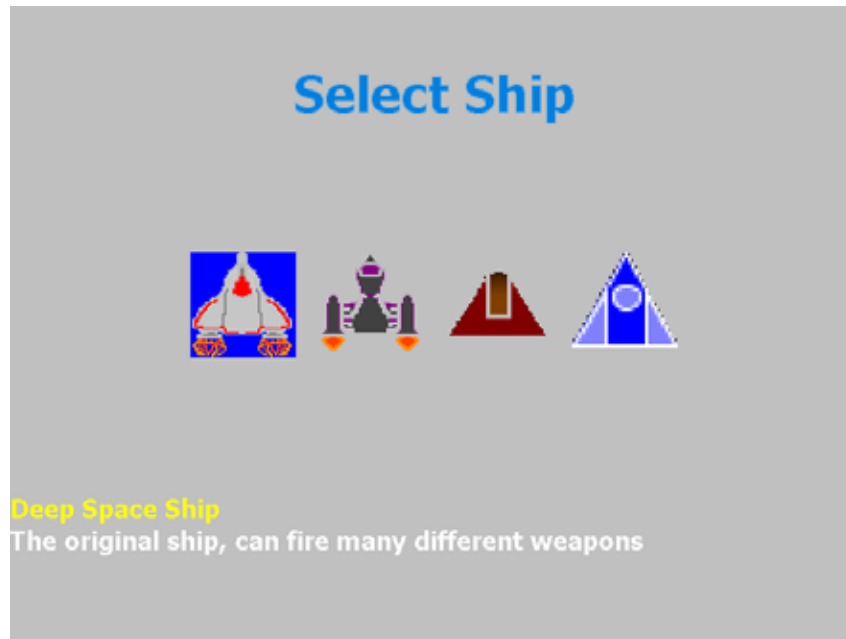 Select Ship
Deep Space Ship
The original ship, can fire many different weapons